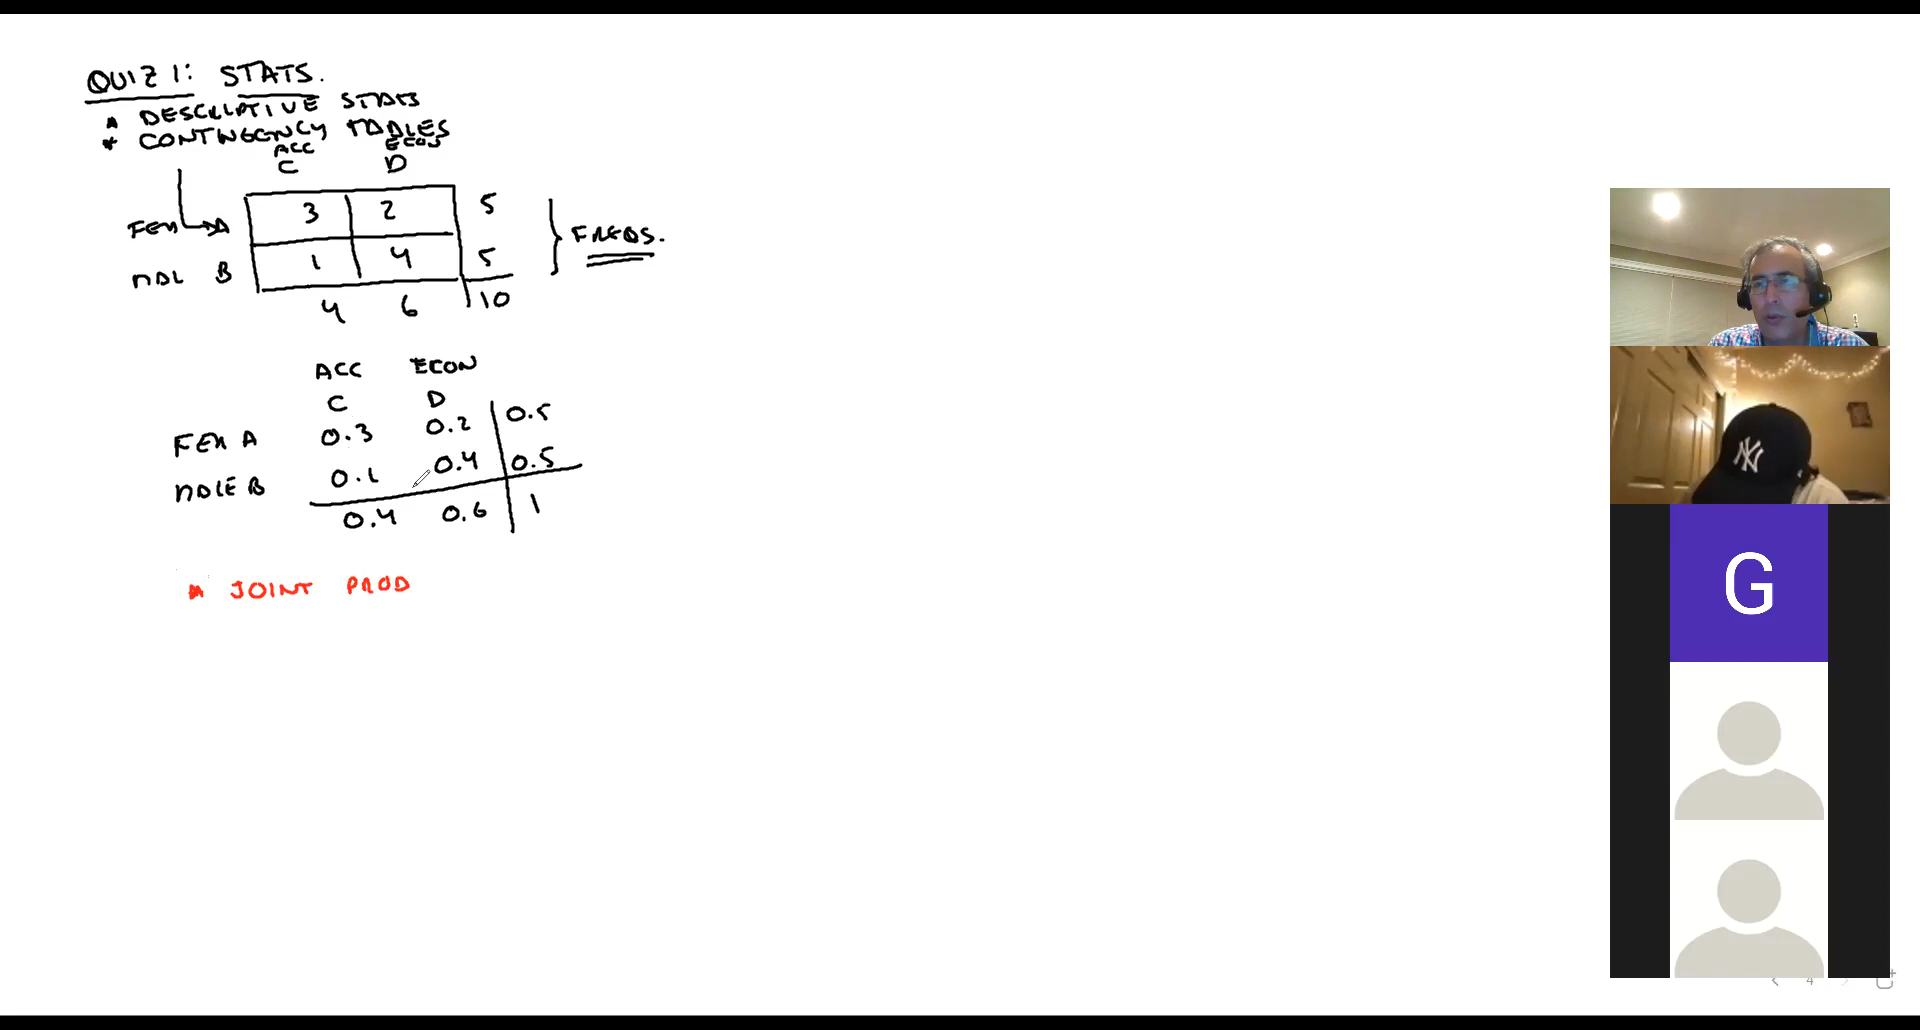 QUIZ 1: STATS.
* DESCRIPTIVE STATS
* CONTINGENCY TABLES
ACC ECON
C D
FEM A 3 2 5
MAL B 1 4 5
4 6 10
FREQS.
ACC ECON
C D
FEM A 0.3 0.2 0.5
MALE B 0.1 0.4 0.5
0.4 0.6 1
* JOINT PROB
G
NY
4